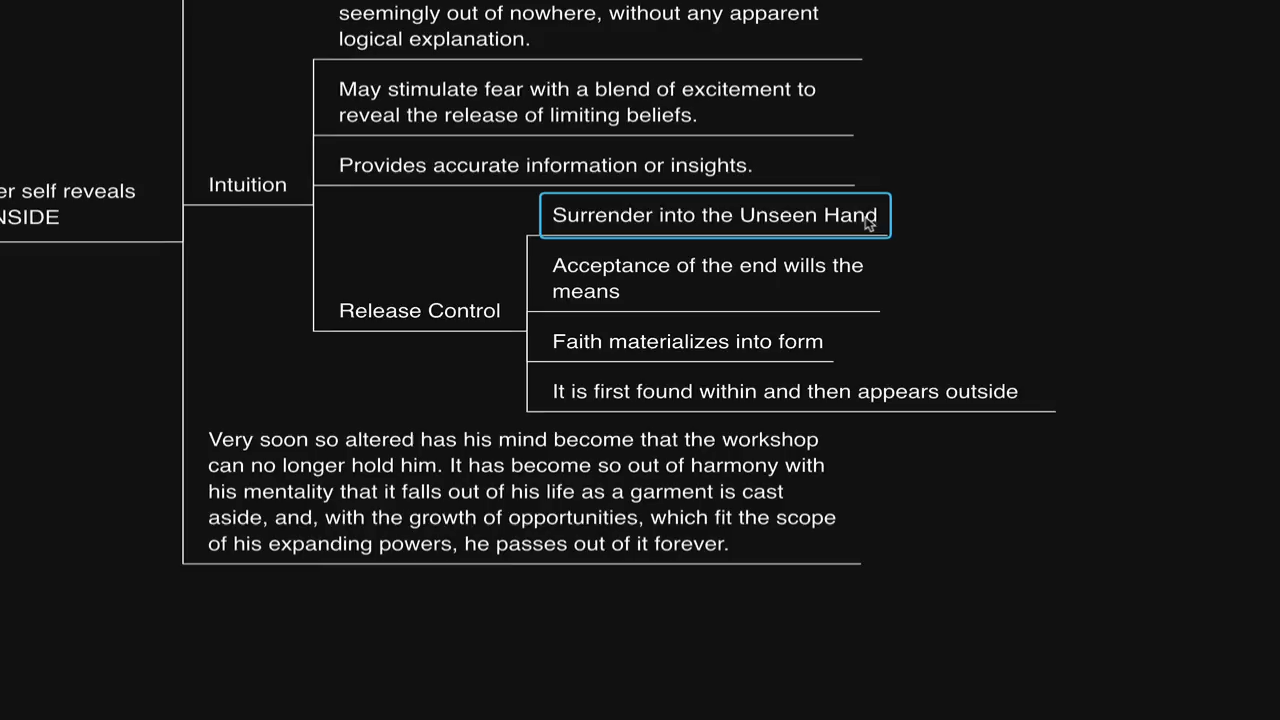 seemingly out of nowhere, without any apparent
logical explanation.
May stimulate fear with a blend of excitement to
reveal the release of limiting beliefs.
Provides accurate information or insights.
Intuition
er self reveals
NSIDE
Surrender into the Unseen Hand
Acceptance of the end wills the
means
Release Control
Faith materializes into form
It is first found within and then appears outside
Very soon so altered has his mind become that the workshop
can no longer hold him. It has become so out of harmony with
his mentality that it falls out of his life as a garment is cast
aside, and, with the growth of opportunities, which fit the scope
of his expanding powers, he passes out of it forever.